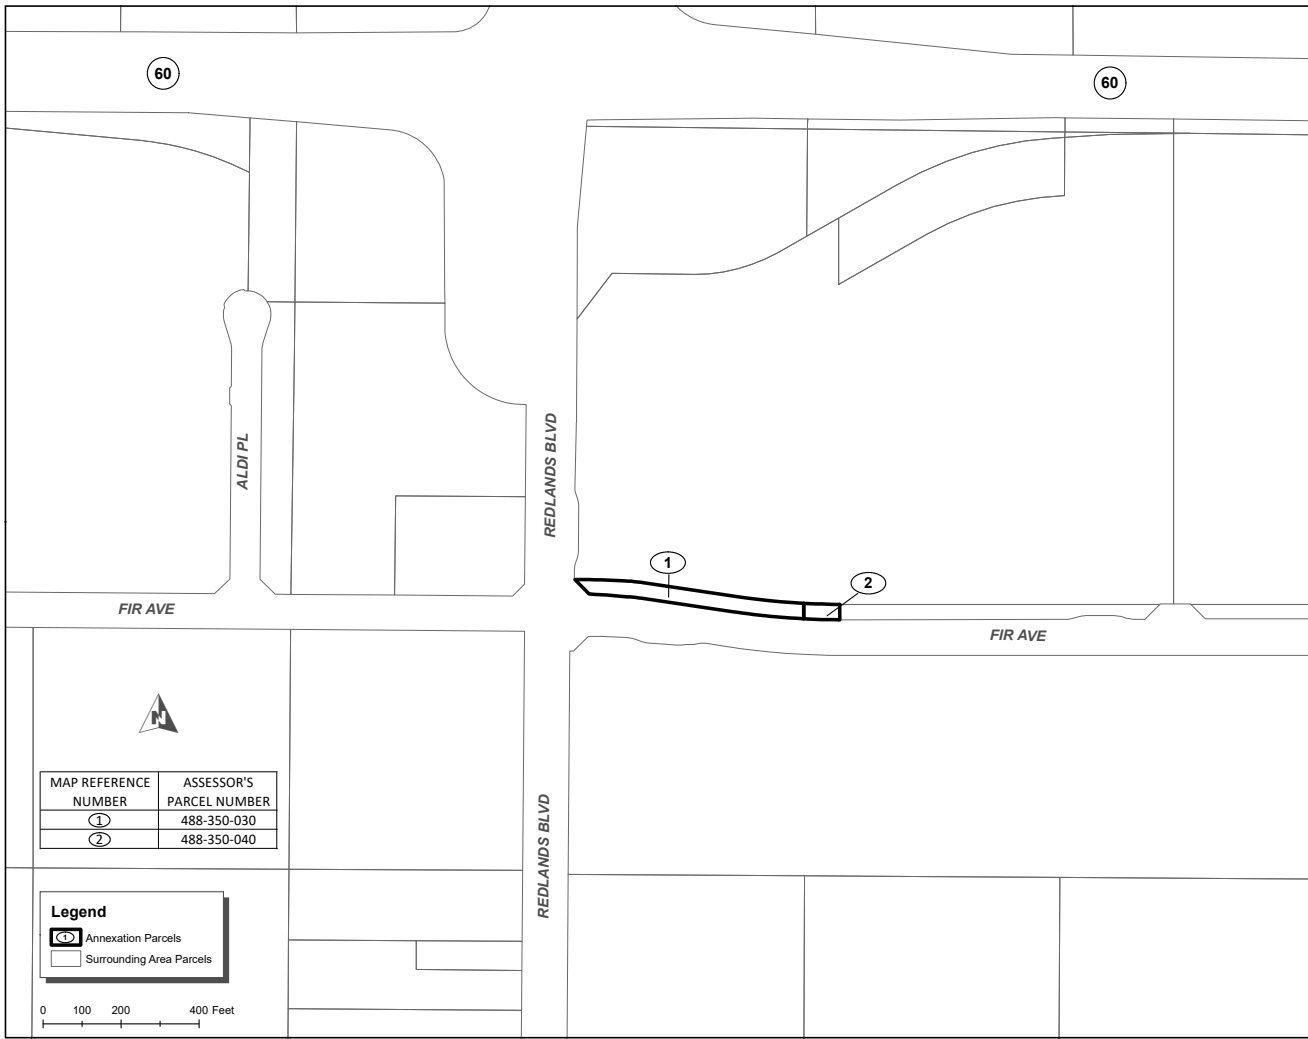 60
60
ALDI PL
REDLANDS BLVD
1
2
FIR AVE
FIR AVE
N
MAP REFERENCE NUMBER
ASSESSOR'S PARCEL NUMBER
1 488-350-030
2 488-350-040
REDLANDS BLVD
Legend
1 Annexation Parcels
Surrounding Area Parcels
0 100 200 400 Feet